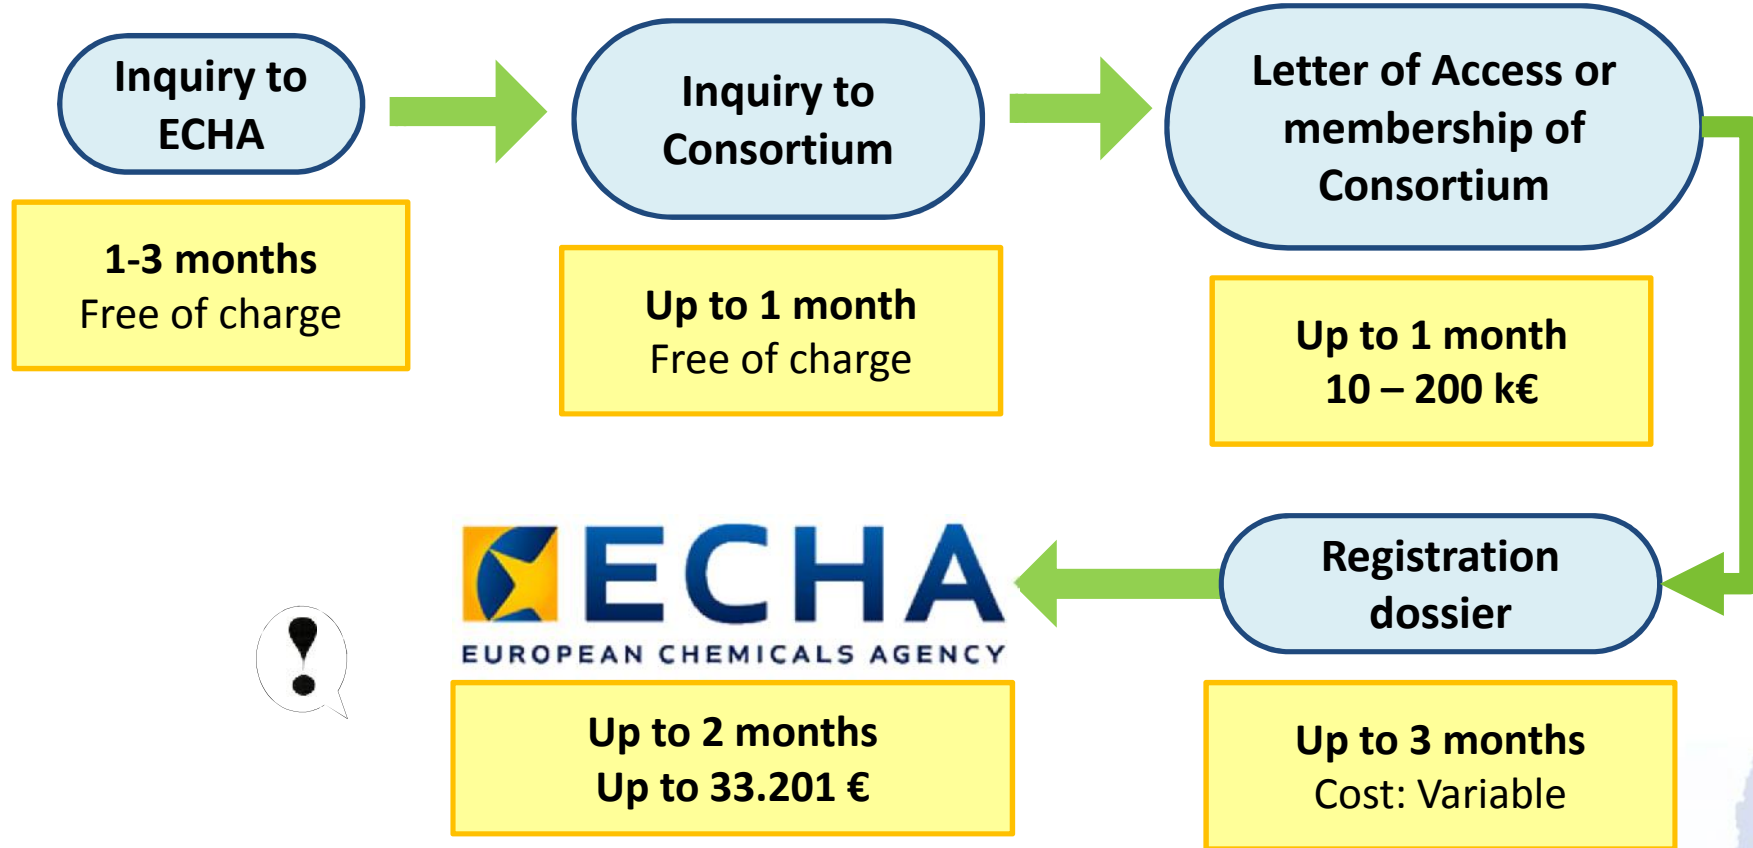 Inquiry to
ECHA
1-3 months
Free of charge
Inquiry to
Consortium
Up to 1 month
Free of charge
Letter of Access or
membership of
Consortium
Up to 1 month
10 – 200 k€
Registration
dossier
Up to 3 months
Cost: Variable
ECHA
EUROPEAN CHEMICALS AGENCY
Up to 2 months
Up to 33.201 €
!